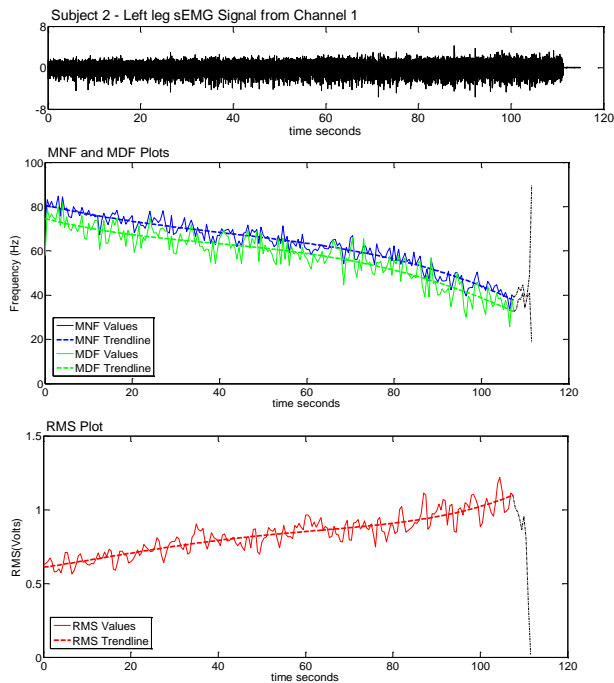 Subject 2 - Left leg sEMG Signal from Channel 1
8
0
-8
0 20 40 60 80 100 120
time seconds
MNF and MDF Plots
100
80
60
40
20
0
Frequency (Hz)
MNF Values
MNF Trendline
MDF Values
MDF Trendline
0 20 40 60 80 100 120
time seconds
RMS Plot
1.5
1
0.5
0
RMS(Volts)
RMS Values
RMS Trendline
0 20 40 60 80 100 120
time seconds